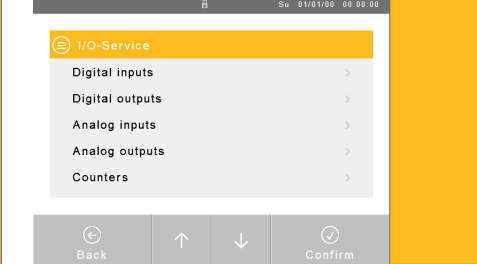 Su 01/01/00 00:00:00
I/O-Service
Digital inputs
Digital outputs
Analog inputs
Analog outputs
Counters
Back
Confirm